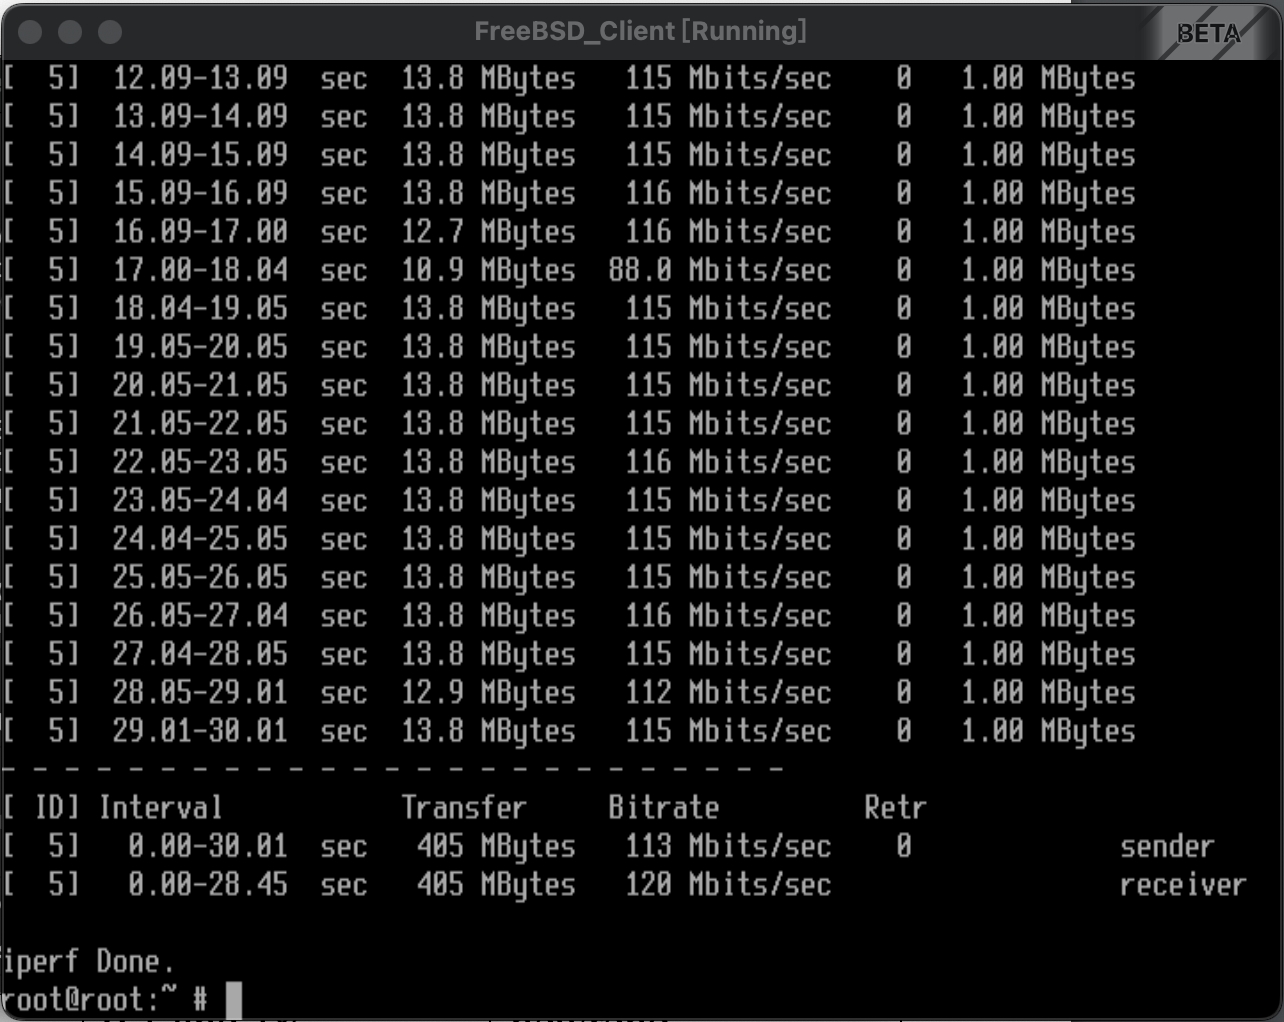 FreeBSD_Client [Running]
BETA
[ 5] 12.09-13.09 sec 13.8 MBytes 115 Mbits/sec 0 1.00 MBytes
[ 5] 13.09-14.09 sec 13.8 MBytes 115 Mbits/sec 0 1.00 MBytes
[ 5] 14.09-15.09 sec 13.8 MBytes 115 Mbits/sec 0 1.00 MBytes
[ 5] 15.09-16.09 sec 13.8 MBytes 116 Mbits/sec 0 1.00 MBytes
[ 5] 16.09-17.00 sec 12.7 MBytes 116 Mbits/sec 0 1.00 MBytes
[ 5] 17.00-18.04 sec 10.9 MBytes 88.0 Mbits/sec 0 1.00 MBytes
[ 5] 18.04-19.05 sec 13.8 MBytes 115 Mbits/sec 0 1.00 MBytes
[ 5] 19.05-20.05 sec 13.8 MBytes 115 Mbits/sec 0 1.00 MBytes
[ 5] 20.05-21.05 sec 13.8 MBytes 115 Mbits/sec 0 1.00 MBytes
[ 5] 21.05-22.05 sec 13.8 MBytes 115 Mbits/sec 0 1.00 MBytes
[ 5] 22.05-23.05 sec 13.8 MBytes 116 Mbits/sec 0 1.00 MBytes
[ 5] 23.05-24.04 sec 13.8 MBytes 115 Mbits/sec 0 1.00 MBytes
[ 5] 24.04-25.05 sec 13.8 MBytes 115 Mbits/sec 0 1.00 MBytes
[ 5] 25.05-26.05 sec 13.8 MBytes 115 Mbits/sec 0 1.00 MBytes
[ 5] 26.05-27.04 sec 13.8 MBytes 116 Mbits/sec 0 1.00 MBytes
[ 5] 27.04-28.05 sec 13.8 MBytes 115 Mbits/sec 0 1.00 MBytes
[ 5] 28.05-29.01 sec 12.9 MBytes 112 Mbits/sec 0 1.00 MBytes
[ 5] 29.01-30.01 sec 13.8 MBytes 115 Mbits/sec 0 1.00 MBytes
- - - - - - - - - - - - - - - - - - - - - - - - -
[ ID] Interval Transfer Bitrate Retr
[ 5] 0.00-30.01 sec 405 MBytes 113 Mbits/sec 0 sender
[ 5] 0.00-28.45 sec 405 MBytes 120 Mbits/sec receiver
iperf Done.
root@root:~ #